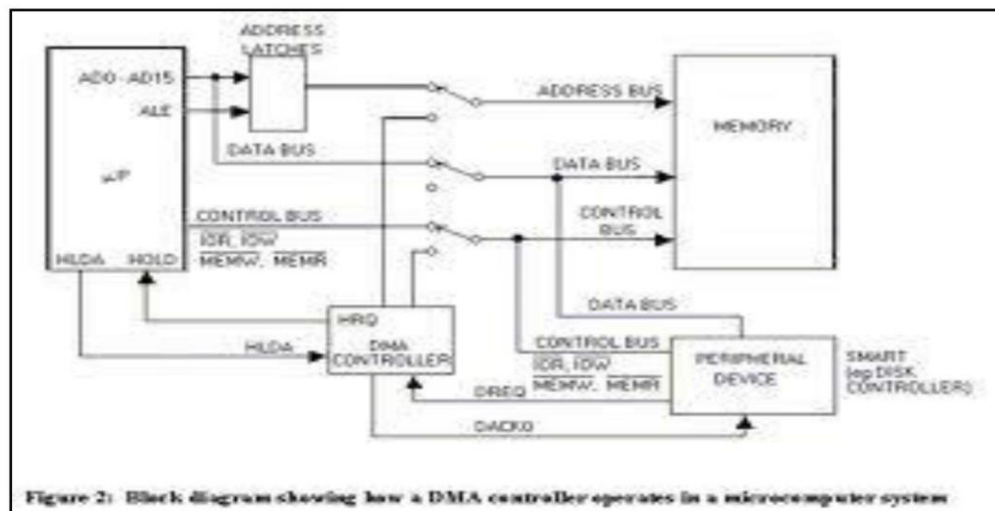 ADDRESS
LATCHES
AD0-AD15
ALE
ADDRESS BUS
MEMORY
DATA BUS
DATA BUS
μP
CONTROL BUS
IOR, IOW
MEMW, MEMR
CONTROL
BUS
HLDA
HOLD
DATA BUS
HRQ
HLDA
DMA
CONTROLLER
CONTROL BUS
IOR, IOW
MEMW, MEMR
PERIPHERAL
DEVICE
SMART
(eg DISK
CONTROLLER)
DREQ
DACK0
Figure 2: Block diagram showing how a DMA controller operates in a microcomputer system